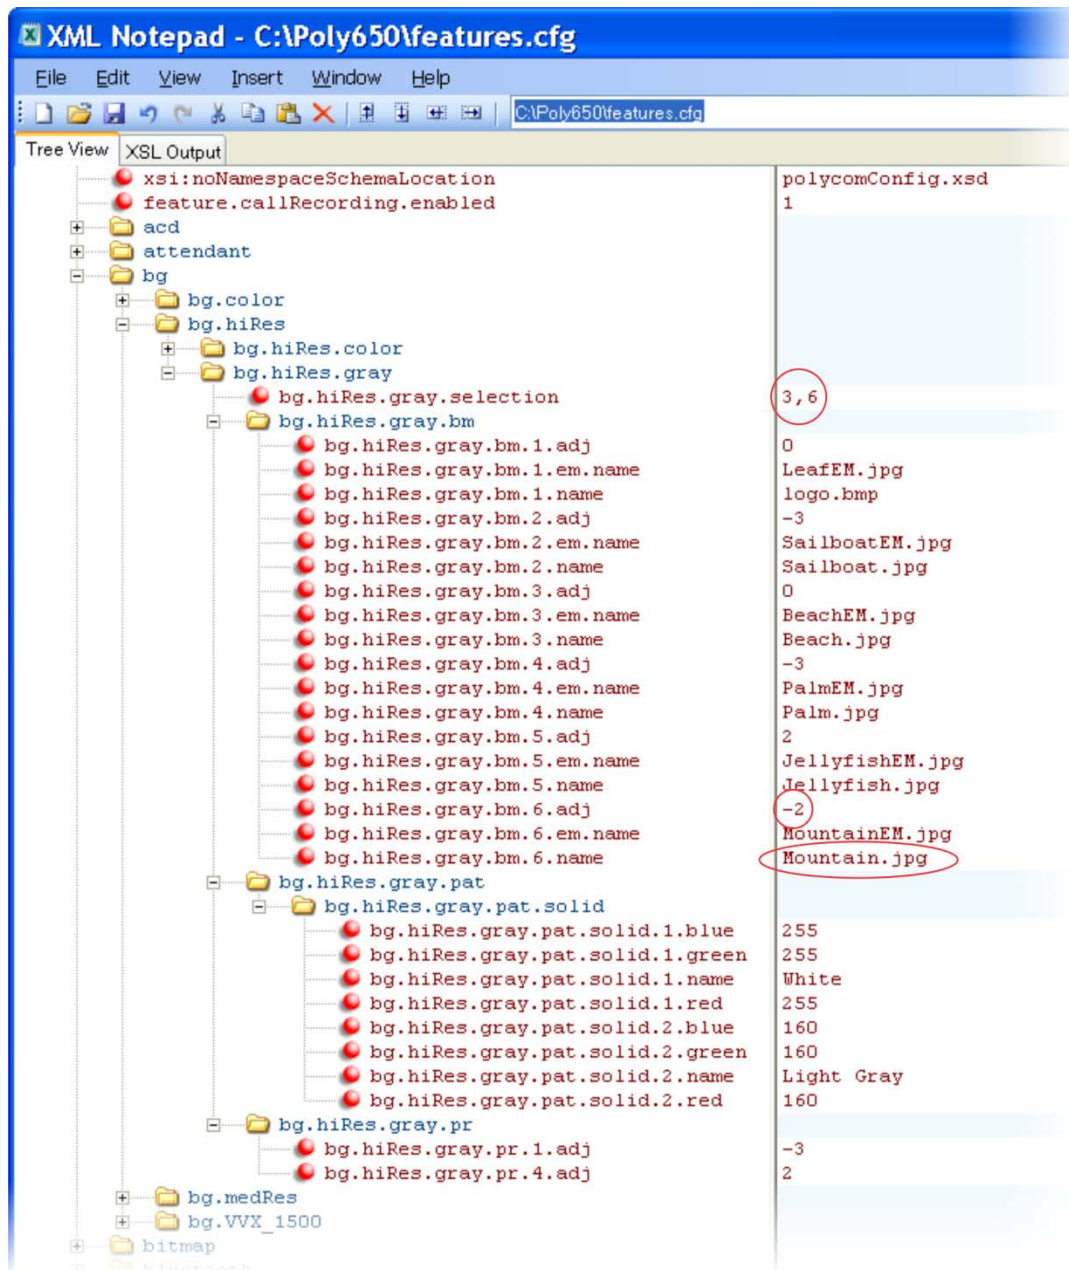 XML Notepad - C:\Poly650\features.cfg
File Edit View Insert Window Help
C:\Poly650\features.cfg
Tree View XSL Output
xsi:noNamespaceSchemaLocation polycomConfig.xsd
feature.callRecording.enabled 1
acd
attendant
bg
bg.color
bg.hiRes
bg.hiRes.color
bg.hiRes.gray
bg.hiRes.gray.selection 3,6
bg.hiRes.gray.bm
bg.hiRes.gray.bm.1.adj 0
bg.hiRes.gray.bm.1.em.name LeafEM.jpg
bg.hiRes.gray.bm.1.name logo.bmp
bg.hiRes.gray.bm.2.adj -3
bg.hiRes.gray.bm.2.em.name SailboatEM.jpg
bg.hiRes.gray.bm.2.name Sailboat.jpg
bg.hiRes.gray.bm.3.adj 0
bg.hiRes.gray.bm.3.em.name BeachEM.jpg
bg.hiRes.gray.bm.3.name Beach.jpg
bg.hiRes.gray.bm.4.adj -3
bg.hiRes.gray.bm.4.em.name PalmEM.jpg
bg.hiRes.gray.bm.4.name Palm.jpg
bg.hiRes.gray.bm.5.adj 2
bg.hiRes.gray.bm.5.em.name JellyfishEM.jpg
bg.hiRes.gray.bm.5.name Jellyfish.jpg
bg.hiRes.gray.bm.6.adj -2
bg.hiRes.gray.bm.6.em.name MountainEM.jpg
bg.hiRes.gray.bm.6.name Mountain.jpg
bg.hiRes.gray.pat
bg.hiRes.gray.pat.solid
bg.hiRes.gray.pat.solid.1.blue 255
bg.hiRes.gray.pat.solid.1.green 255
bg.hiRes.gray.pat.solid.1.name White
bg.hiRes.gray.pat.solid.1.red 255
bg.hiRes.gray.pat.solid.2.blue 160
bg.hiRes.gray.pat.solid.2.green 160
bg.hiRes.gray.pat.solid.2.name Light Gray
bg.hiRes.gray.pat.solid.2.red 160
bg.hiRes.gray.pr
bg.hiRes.gray.pr.1.adj -3
bg.hiRes.gray.pr.4.adj 2
bg.medRes
bg.VVX_1500
bitmap